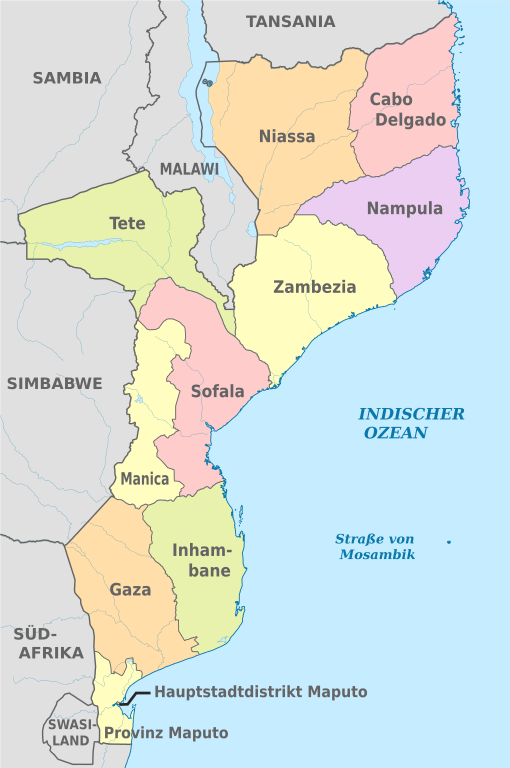 TANSANIA
SAMBIA
Cabo
Delgado
Niassa
MALAWI
Nampula
Tete
Zambezia
SIMBABWE
Sofala
INDISCHER
OZEAN
Manica
Straße von
Mosambik
Inham-
bane
Gaza
SÜD-
AFRIKA
Hauptstadtdistrikt Maputo
SWASI-
LAND
Provinz Maputo